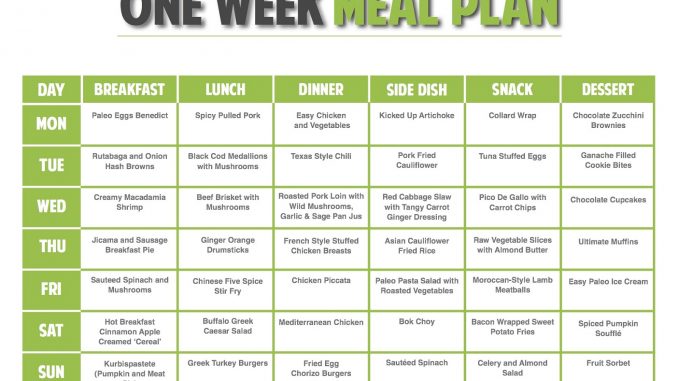 ONE WEEK MEAL PLAN
DAY BREAKFAST LUNCH DINNER SIDE DISH SNACK DESSERT
MON
Paleo Eggs Benedict
Spicy Pulled Pork
Easy Chicken
and Vegetables
Kicked Up Artichoke
Collard Wrap
Chocolate Zucchini
Brownies
TUE
Rutabaga and Onion
Hash Browns
Black Cod Medallions
with Mushrooms
Texas Style Chili
Pork Fried
Cauliflower
Tuna Stuffed Eggs
Ganache Filled
Cookie Bites
WED
Creamy Macadamia
Shrimp
Beef Brisket with
Mushrooms
Roasted Pork Loin with
Wild Mushrooms,
Garlic & Sage Pan Jus
Red Cabbage Slaw
with Tangy Carrot
Ginger Dressing
Pico De Gallo with
Carrot Chips
Chocolate Cupcakes
THU
Jicama and Sausage
Breakfast Pie
Ginger Orange
Drumsticks
French Style Stuffed
Chicken Breasts
Asian Cauliflower
Fried Rice
Raw Vegetable Slices
with Almond Butter
Ultimate Muffins
FRI
Sauteed Spinach and
Mushrooms
Chinese Five Spice
Stir Fry
Chicken Piccata
Paleo Pasta Salad with
Roasted Vegetables
Moroccan-Style Lamb
Meatballs
Easy Paleo Ice Cream
SAT
Hot Breakfast
Cinnamon Apple
Creamed ‘Cereal’
Buffalo Greek
Caesar Salad
Mediterranean Chicken
Bok Choy
Bacon Wrapped Sweet
Potato Fries
Spiced Pumpkin
Soufflé
SUN
Kurbispastete
(Pumpkin and Meat
Greek Turkey Burgers
Fried Egg
Chorizo Burgers
Sautéed Spinach
Celery and Almond
Salad
Fruit Sorbet